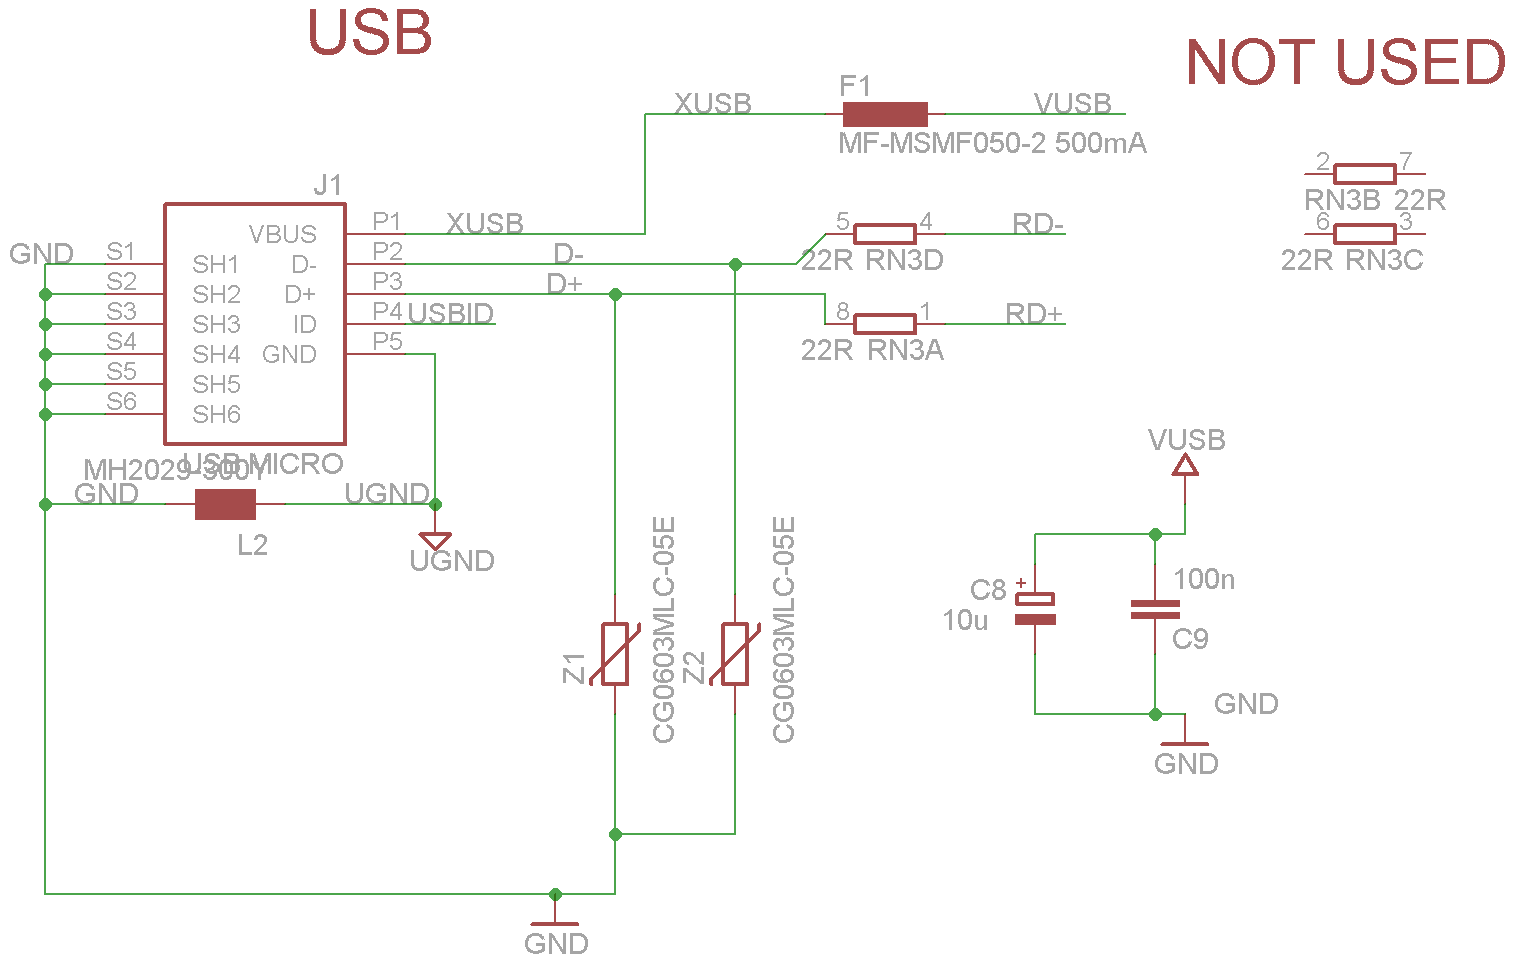 USB
NOT USED
F1
XUSB
VUSB
MF-MSMF050-2 500mA
2
7
RN3B 22R
6
3
22R RN3C
J1
VBUS
P1
XUSB
5
4
RD-
22R RN3D
GND
S1
SH1
D-
P2
D-
S2
SH2
D+
P3
D+
S3
SH3
ID
P4
USBID
8
1
RD+
22R RN3A
S4
SH4
GND
P5
S5
SH5
S6
SH6
USB MICRO
MH2029-300Y
GND
UGND
L2
UGND
VUSB
C8
+
10u
100n
C9
GND
GND
Z1
CG0603MLC-05E
Z2
CG0603MLC-05E
GND